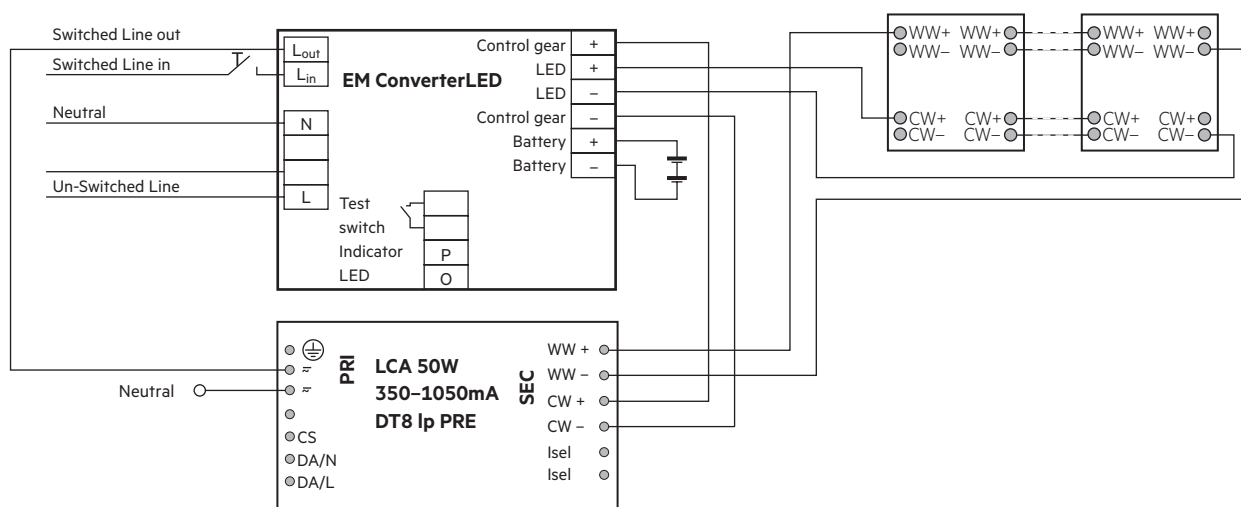 Switched Line out
Switched Line in
Neutral
Un-Switched Line
Lout
Lin
N
L
EM ConverterLED
Test
switch
Indicator
LED
P
O
Control gear +
LED +
LED –
Control gear –
Battery +
Battery –
WW+ WW+ WW+ WW+
WW– WW– WW– WW–
CW+ CW+ CW+ CW+
CW– CW– CW– CW–
Neutral
PRI
LCA 50W
350–1050mA
DT8 lp PRE
SEC
CS
DA/N
DA/L
WW +
WW –
CW +
CW –
Isel
Isel